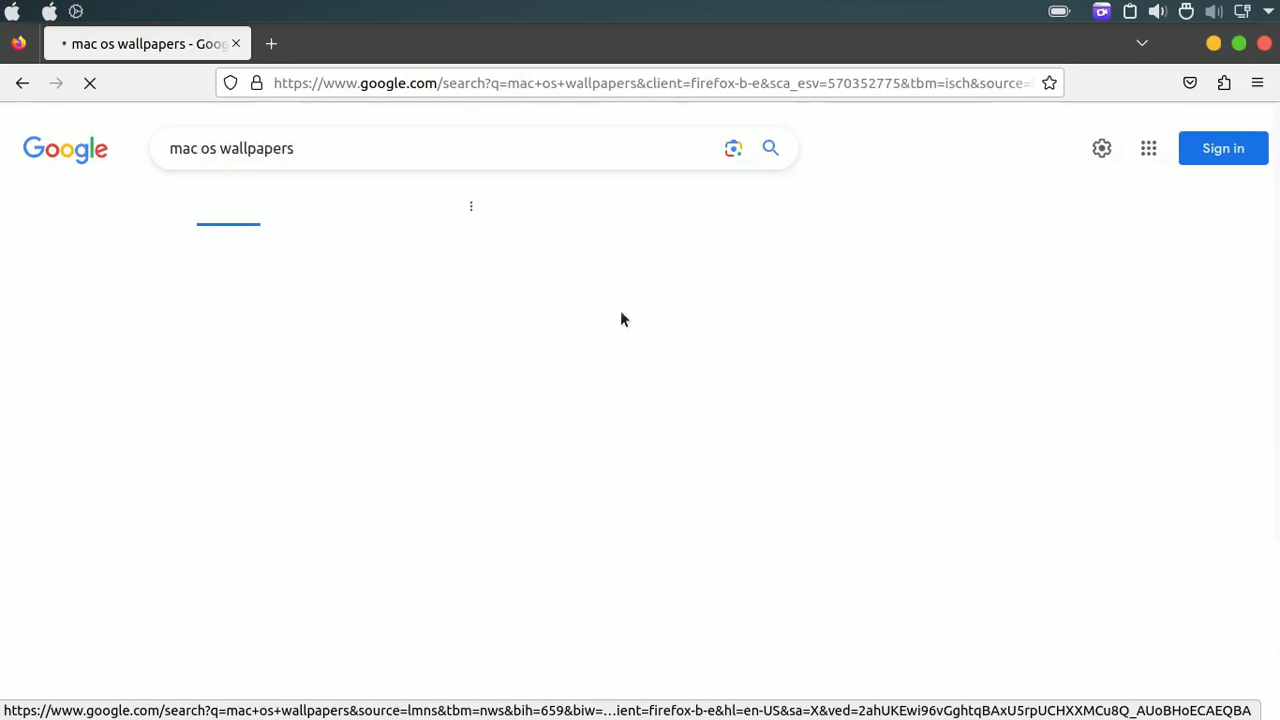 mac os wallpapers - Goog
https://www.google.com/search?q=mac+os+wallpapers&client=firefox-b-e&sca_esv=570352775&tbm=isch&source=
Google
mac os wallpapers
Sign in
https://www.google.com/search?q=mac+os+wallpapers&source=lmns&tbm=nws&bih=659&biw=…ient=firefox-b-e&hl=en-US&sa=X&ved=2ahUKEwi96vGghtqBAxU5rpUCHXXMCu8Q_AUoBHoECAEQBA